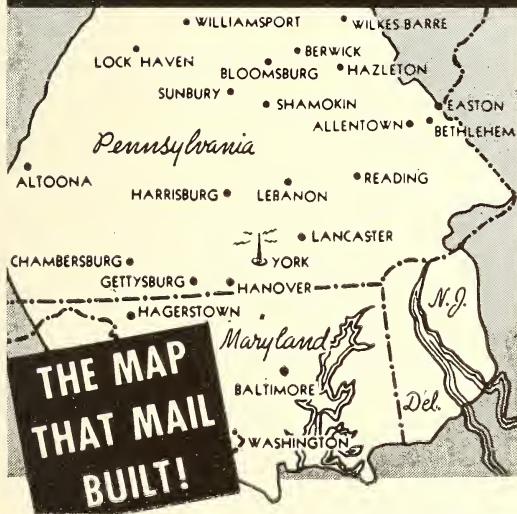 WILLIAMSPORT
WILKES-BARRE
LOCK HAVEN
BERWICK
BLOOMSBURG
HAZLETON
SUNBURY
SHAMOKIN
EASTON
ALLENTOWN
BETHLEHEM
Pennsylvania
ALTOONA
HARRISBURG
LEBANON
READING
LANCASTER
YORK
CHAMBERSBURG
GETTYSBURG
HANOVER
HAGERSTOWN
N.J.
Maryland
BALTIMORE
Del.
WASHINGTON
THE MAP
THAT MAIL
BUILT!